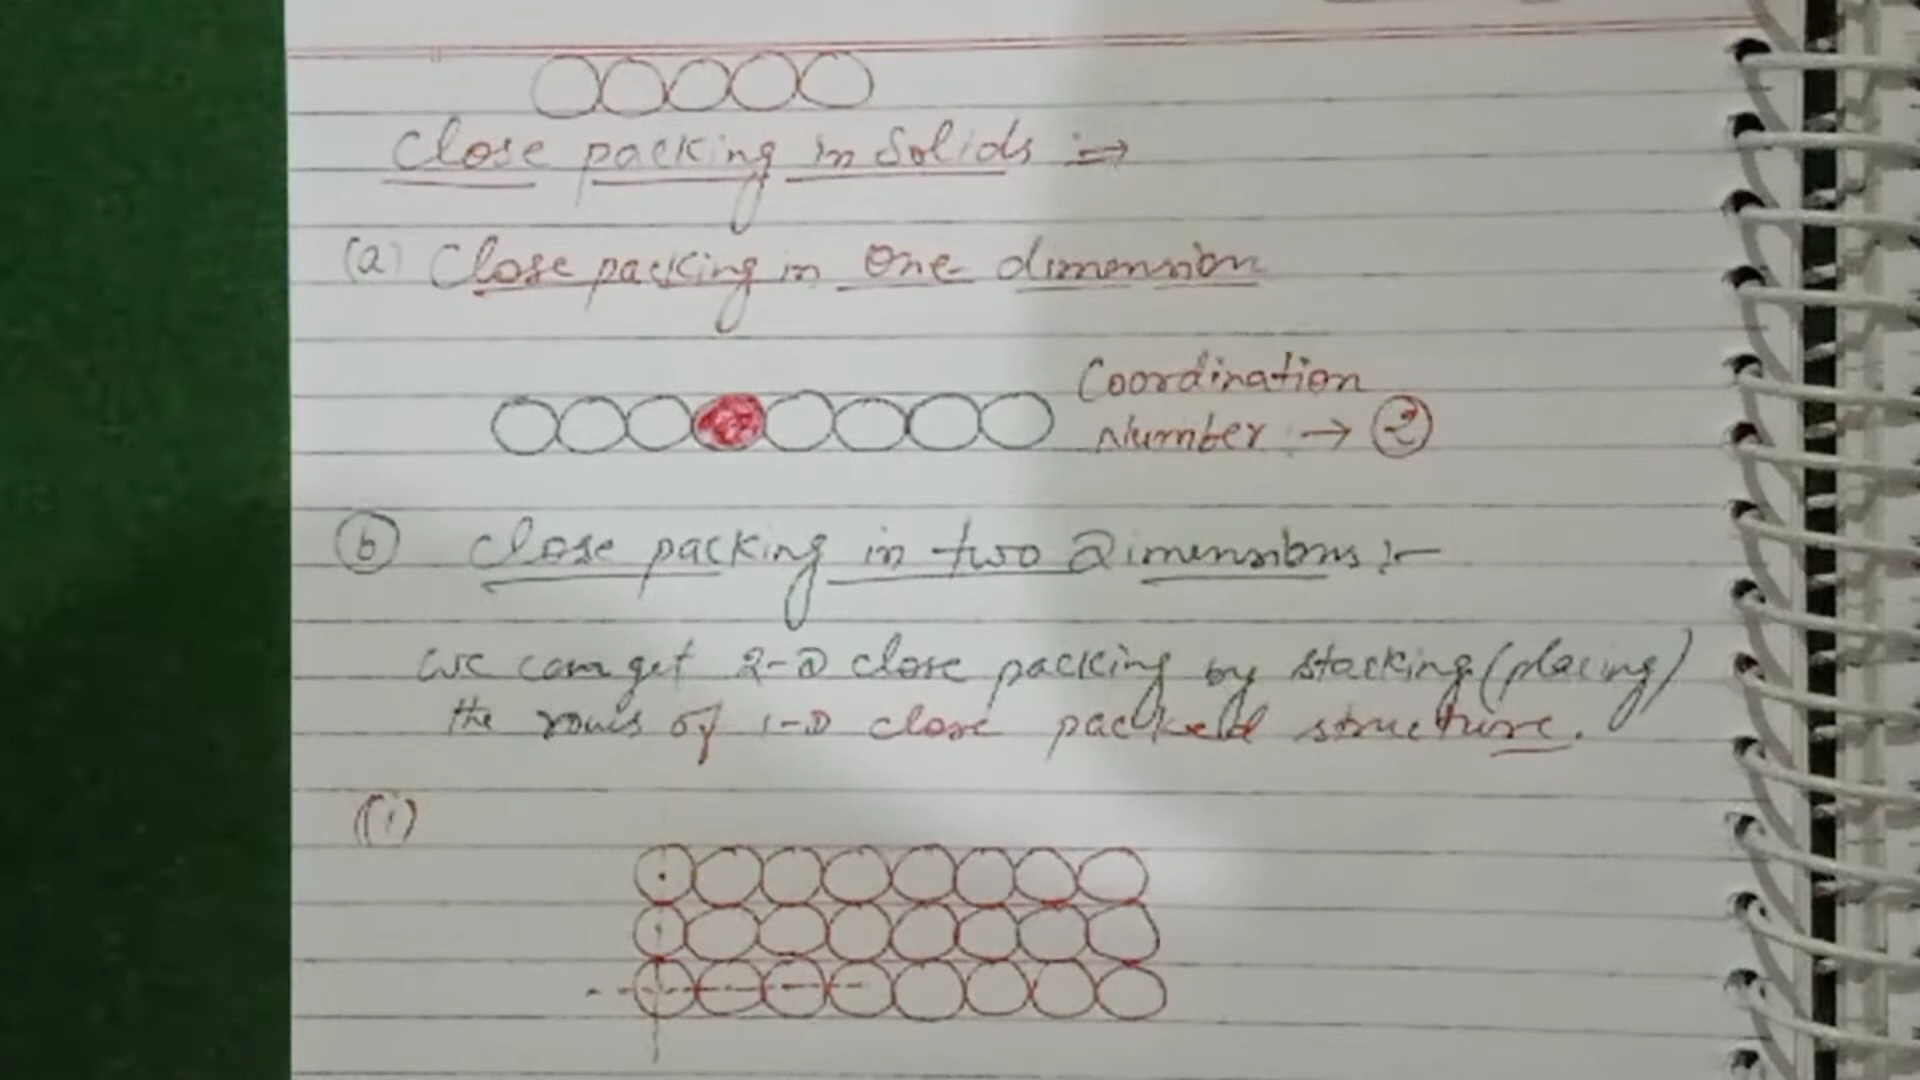 Close packing in Solids :⇒
(a) Close packing in one dimension
Coordination
Number → ②
ⓑ Close packing in two Dimensions :-
We can get 2-D close packing by stacking (placing)
the rows of 1-D close packed structure.
(i)